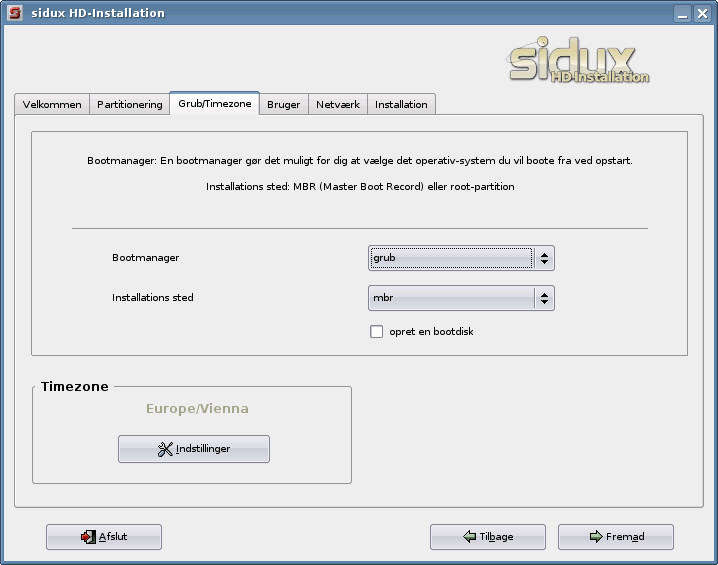 sidux HD-Installation
sidux
HD-Installation
Velkommen Partitionering Grub/Timezone Bruger Netværk Installation
Bootmanager: En bootmanager gør det muligt for dig at vælge det operativ-system du vil boote fra ved opstart.
Installations sted: MBR (Master Boot Record) eller root-partition
Bootmanager grub
Installations sted mbr
opret en bootdisk
Timezone
Europe/Vienna
Indstillinger
Afslut Tilbage Fremad